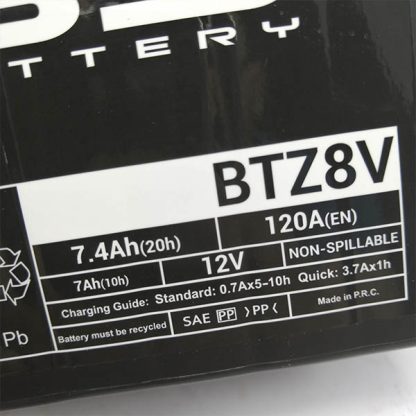 BATTERY
BTZ8V
7.4Ah(20h) 120A(EN)
7Ah(10h) 12V NON-SPILLABLE
Charging Guide: Standard: 0.7Ax5-10h Quick: 3.7Ax1h
Pb Battery must be recycled SAE PP >PP< Made in P.R.C.